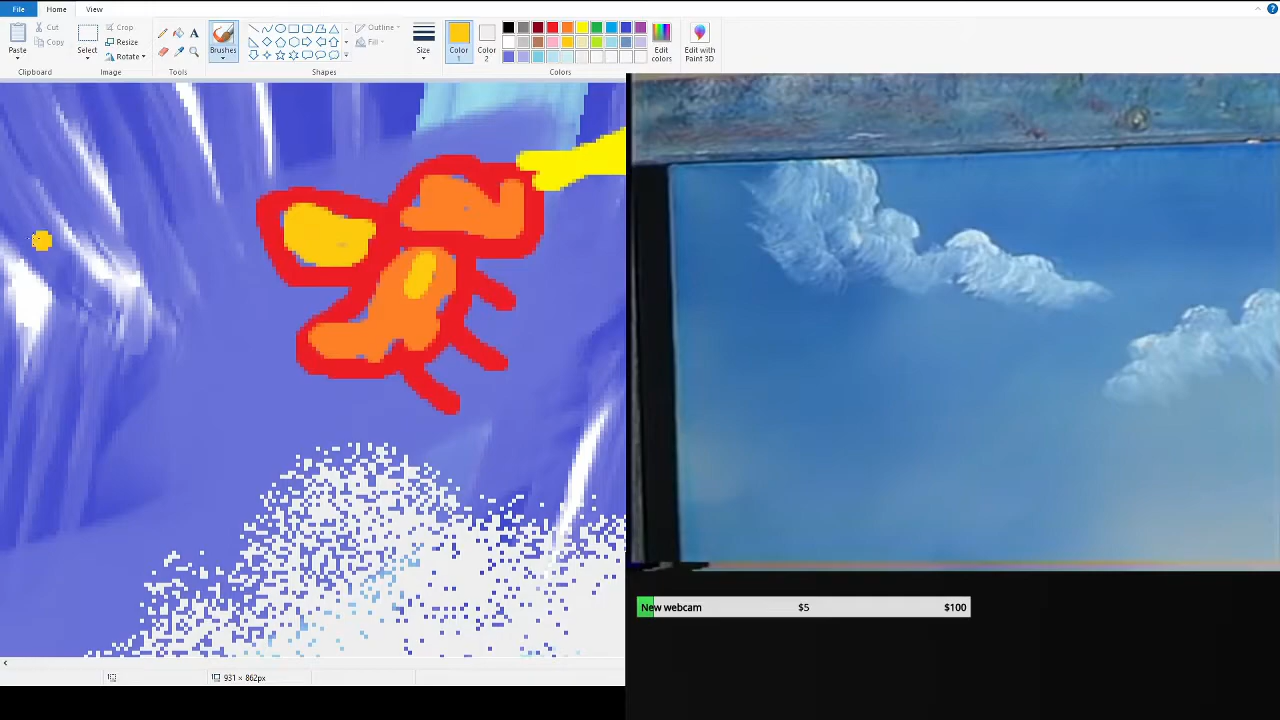 File Home View
Paste
Cut
Copy
Clipboard
Select
Crop
Resize
Rotate
Image
A
Tools
Brushes
Outline
Fill
Shapes
Size
Color 1
Color 2
Edit colors
Colors
Edit with Paint 3D
931 × 862px
New webcam $5 $100